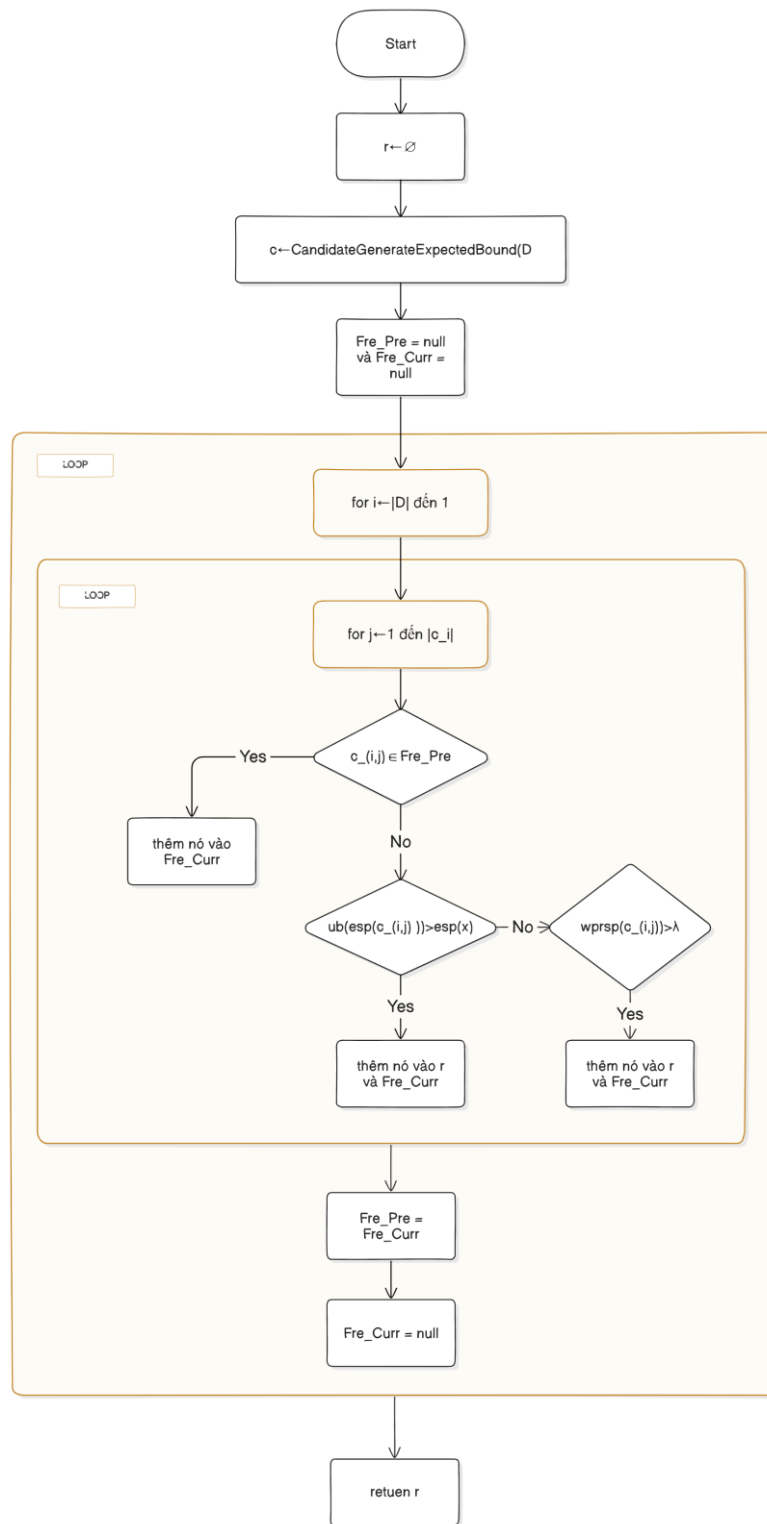 Start
r←∅
c←CandidateGenerateExpectedBound(D
Fre_Pre = null
và Fre_Curr =
null
LOOP
for i←|D| đến 1
LOOP
for j←1 đến |c_i|
c_(i,j)∈Fre_Pre
Yes
thêm nó vào
Fre_Curr
No
ub(esp(c_(i,j) ))>esp(x)
No
wprsp(c_(i,j))>λ
Yes
thêm nó vào r
và Fre_Curr
Yes
thêm nó vào r
và Fre_Curr
Fre_Pre =
Fre_Curr
Fre_Curr = null
retuen r